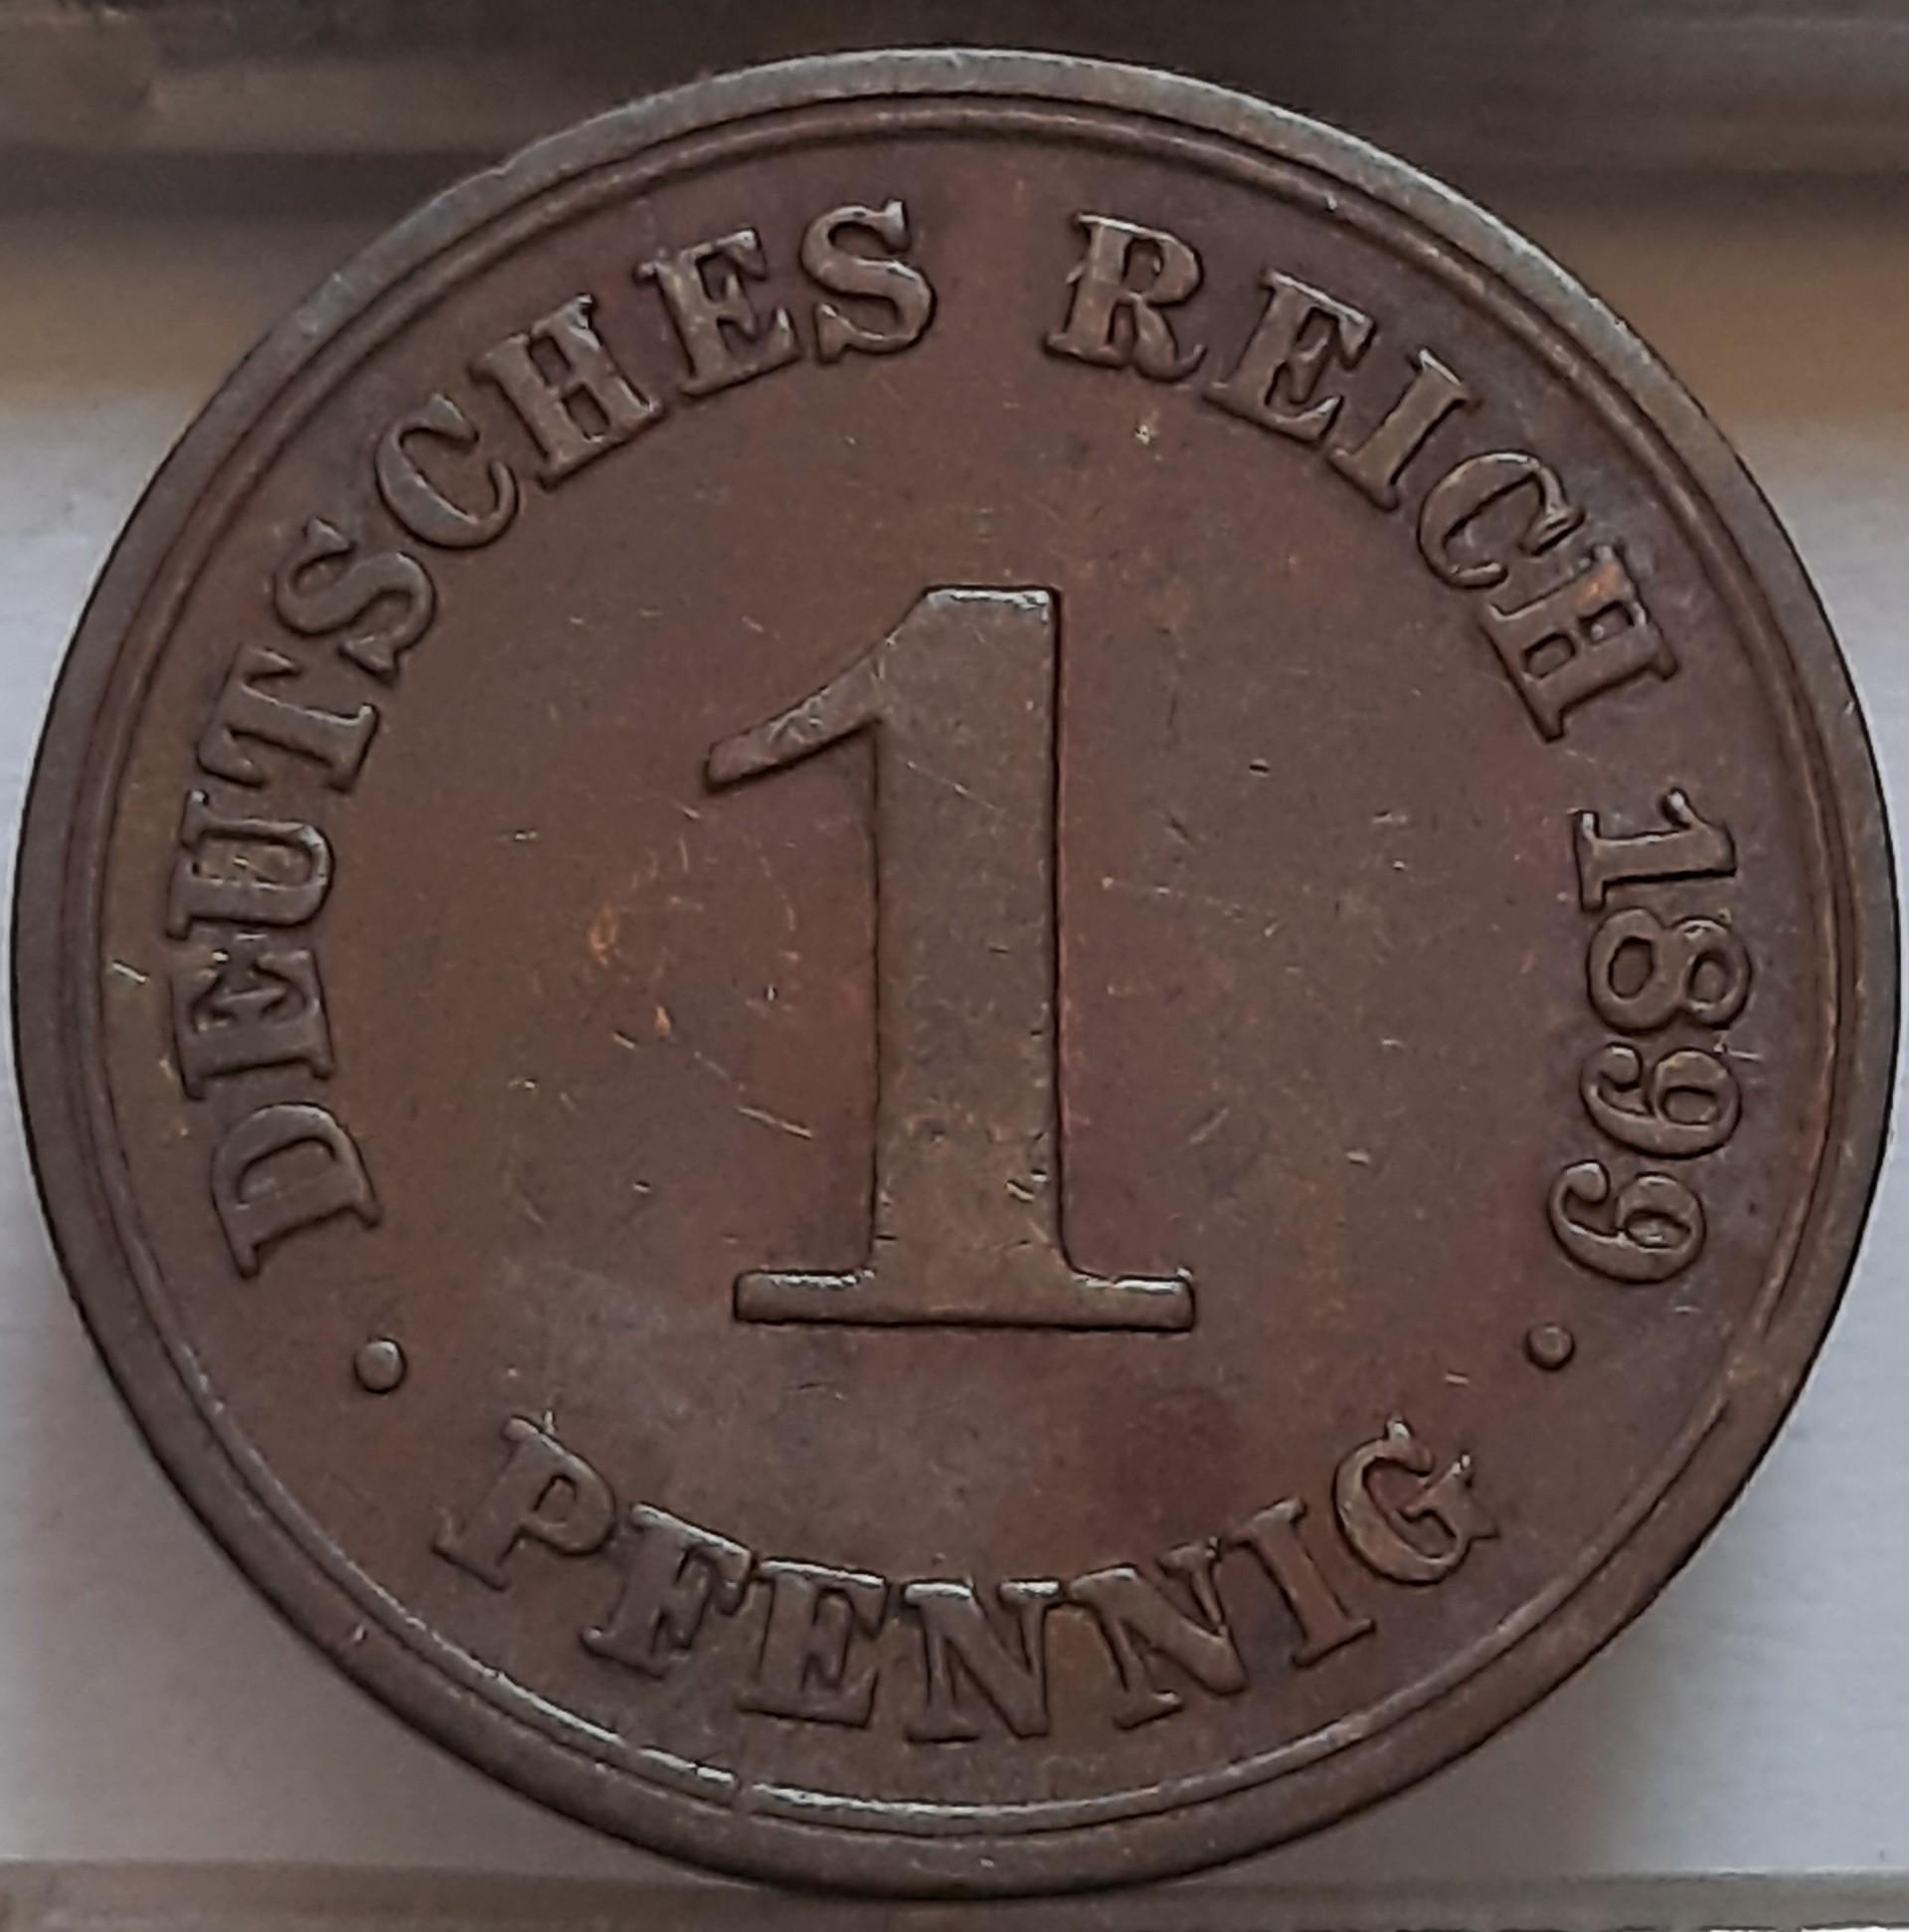 DEUTSCHES REICH 1899
1
• PFENNIG •